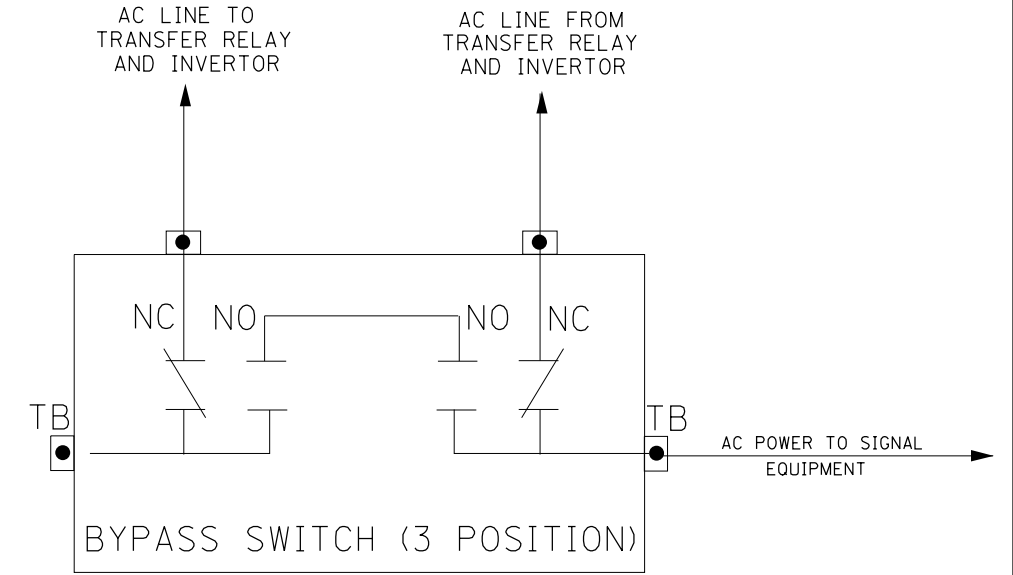 AC LINE TO
TRANSFER RELAY
AND INVERTOR
AC LINE FROM
TRANSFER RELAY
AND INVERTOR
NC NO NO NC
TB
TB
AC POWER TO SIGNAL
EQUIPMENT
BYPASS SWITCH (3 POSITION)